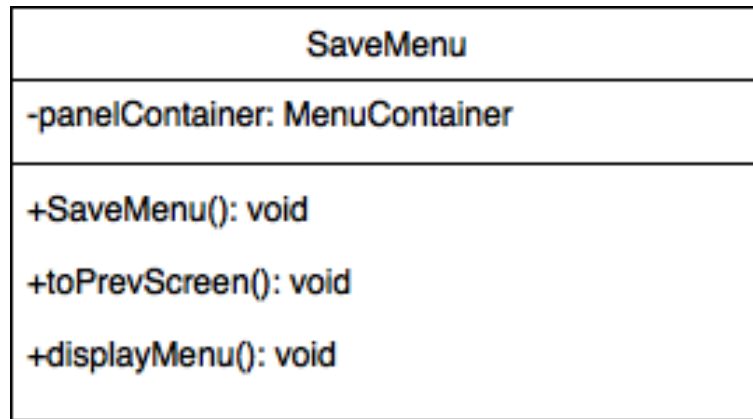 SaveMenu
-panelContainer: MenuContainer
+SaveMenu(): void
+toPrevScreen(): void
+displayMenu(): void